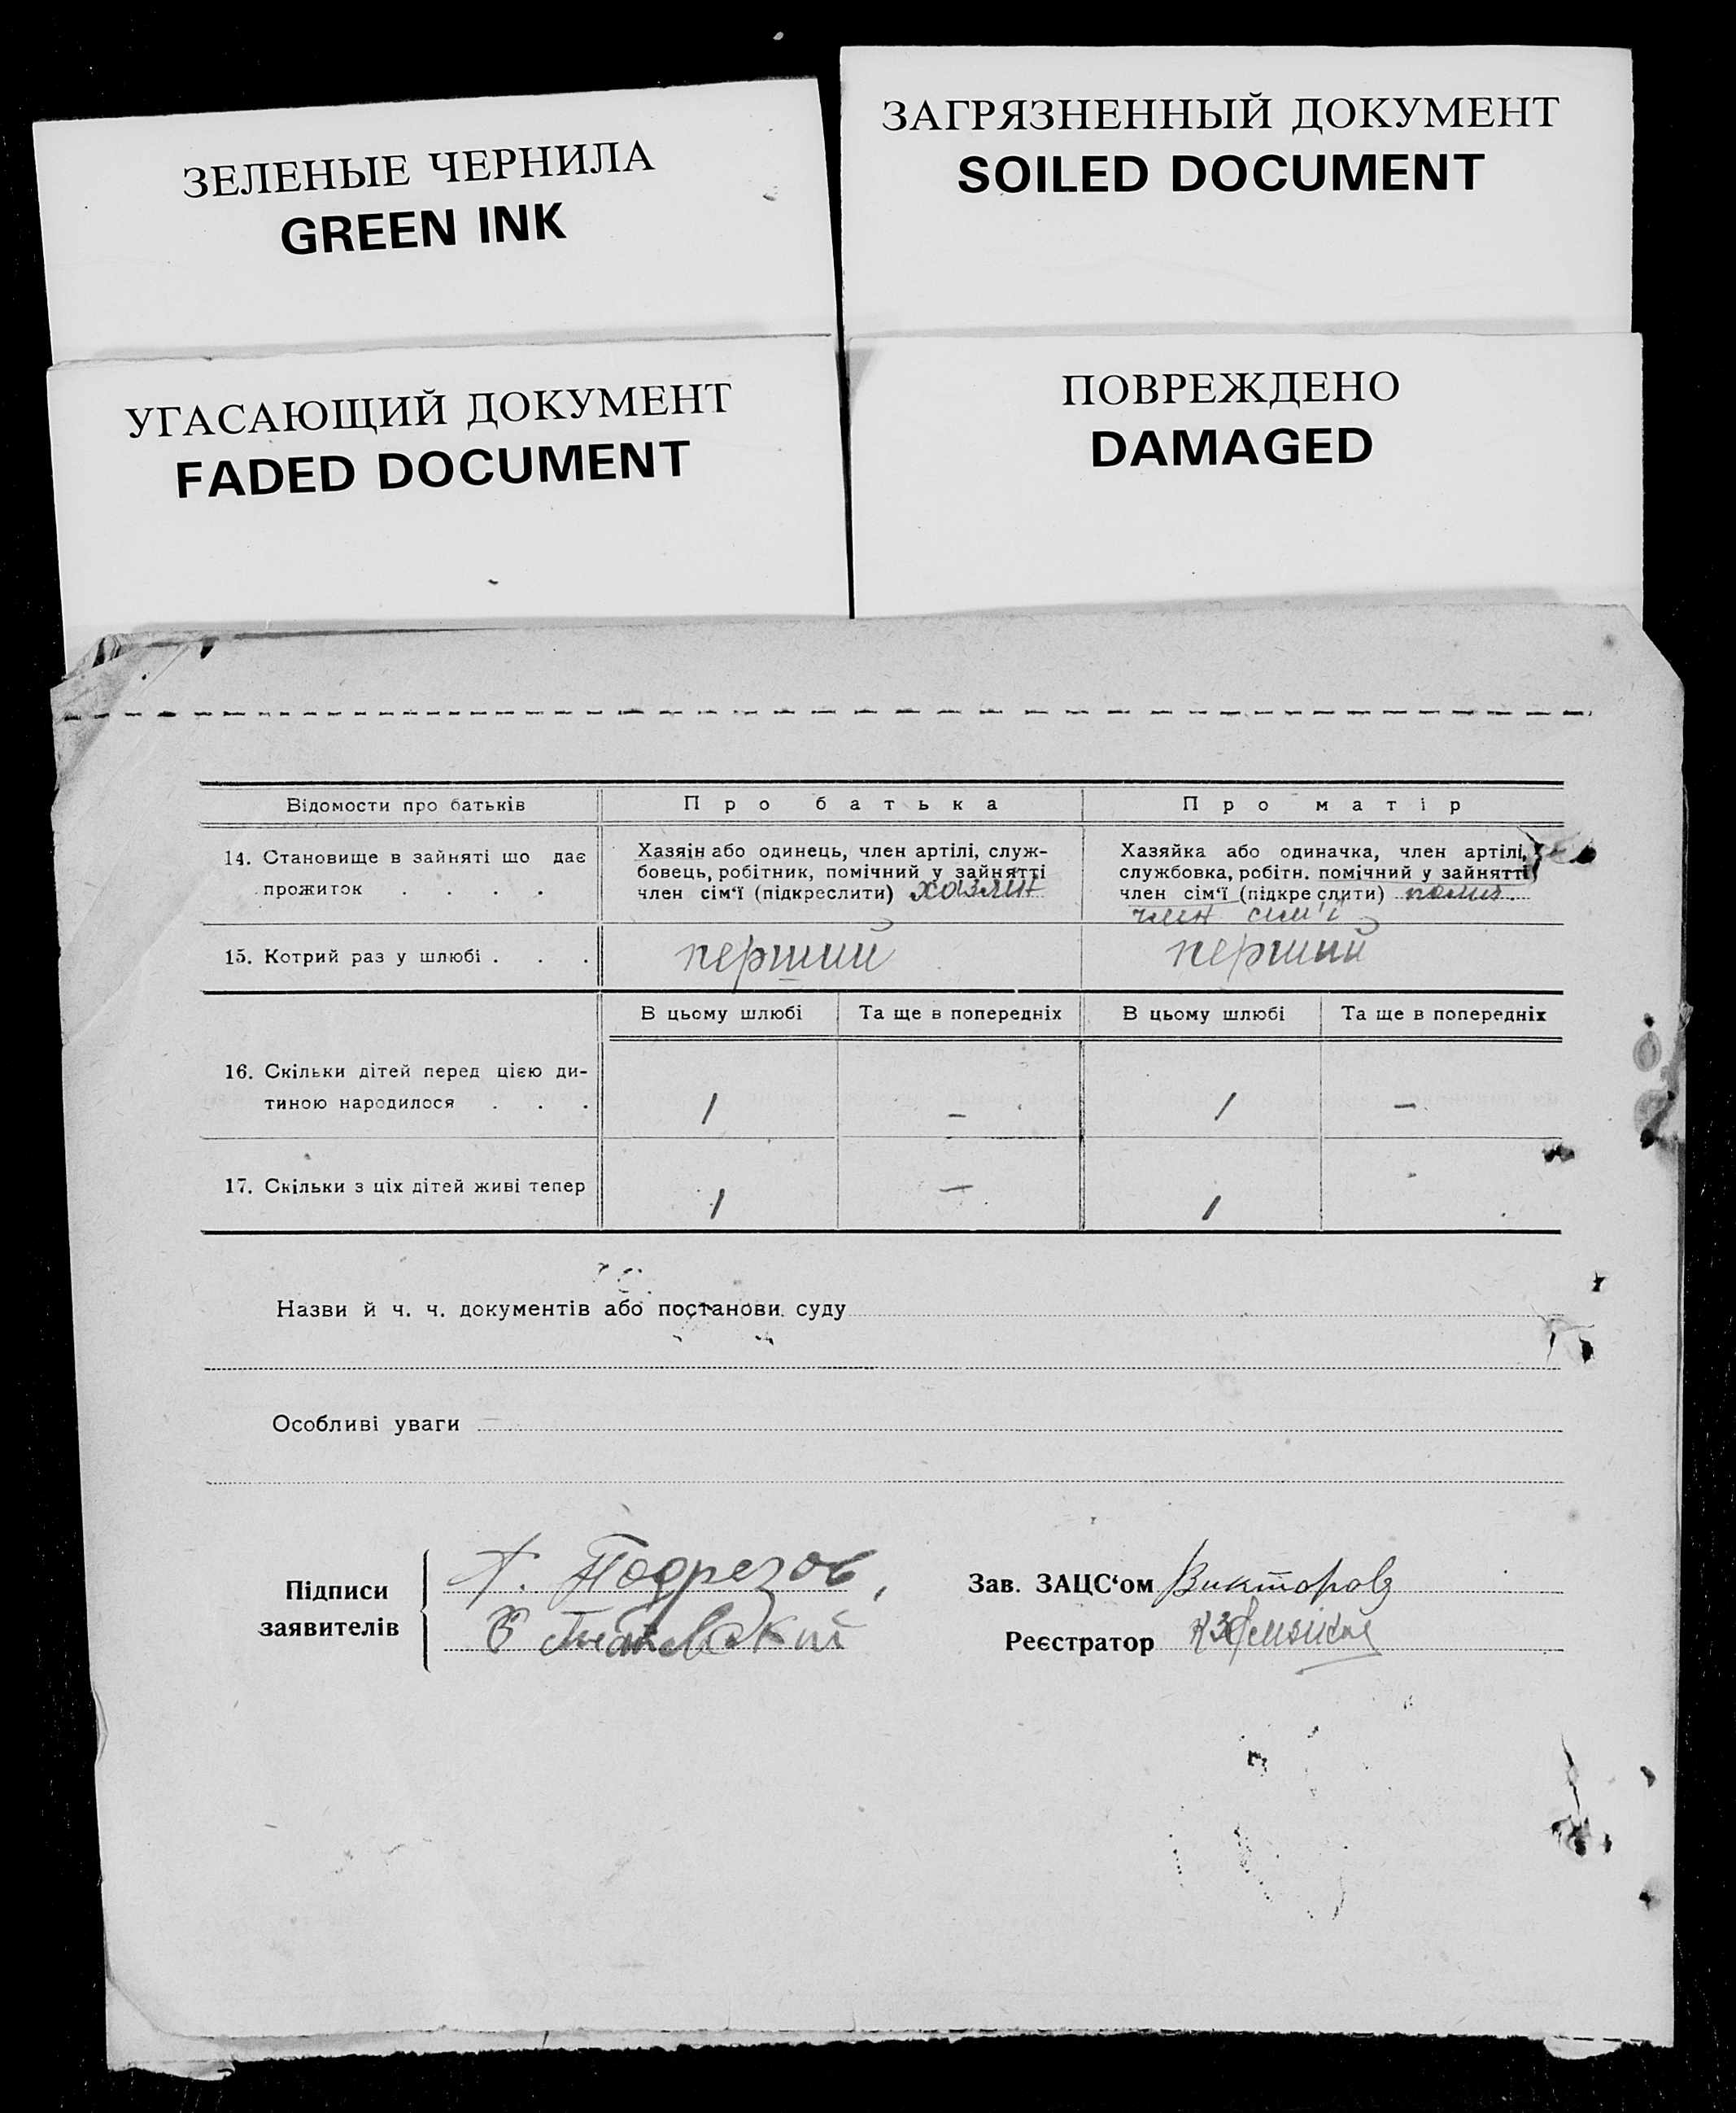 ЗЕЛЕНЫЕ ЧЕРНИЛА
GREEN INK
ЗАГРЯЗНЕННЫЙ ДОКУМЕНТ
SOILED DOCUMENT
УГАСАЮЩИЙ ДОКУМЕНТ
FADED DOCUMENT
ПОВРЕЖДЕНО
DAMAGED
Відомости про батьків
Про батька
Про матір
14. Становище в зайняті що дає
прожиток . . . .
Хазяін або одинець, член артілі, служ-
бовець, робітник, помічний у зайнятті
член сім'ї (підкреслити) хазяин
Хазяйка або одиначка, член артілі,
службовка, робітн. помічний у зайнятті
член сім'ї (підкреслити) помич.
член сим'ї
15. Котрий раз у шлюбі . . .
перший
перший
В цьому шлюбі
Та ще в попередніх
В цьому шлюбі
Та ще в попередніх
16. Скільки дітей перед цією ди-
тиною народилося . . .
1
–
1
–
17. Скільки з ціх дітей живі тепер
1
–
1
Назви й ч. ч. документів або постанови суду
Особливі уваги
Підписи
заявителів
Подрезов
Зав. ЗАЦС'ом Викторов
Реєстратор